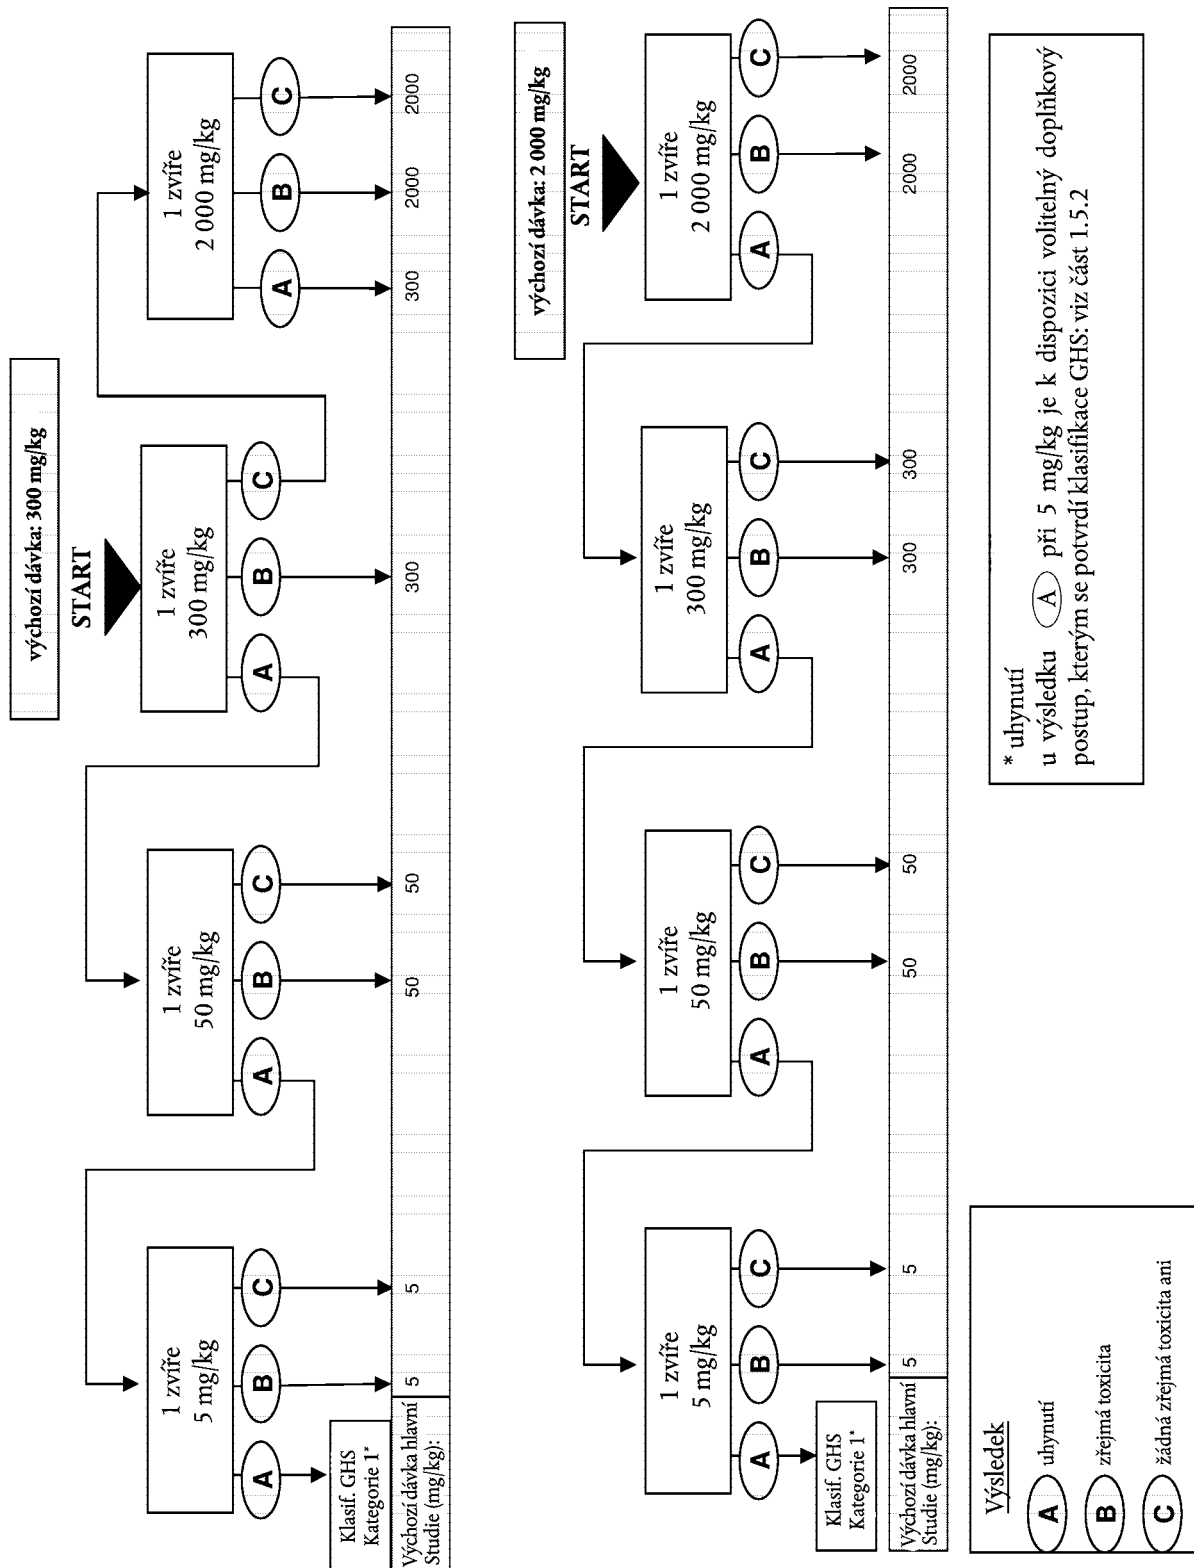 výchozí dávka: 300 mg/kg
START
1 zvíře
5 mg/kg
1 zvíře
50 mg/kg
1 zvíře
300 mg/kg
1 zvíře
2 000 mg/kg
A
B
C
A
B
C
A
B
C
A
B
C
Klasif. GHS
Kategorie 1*
Výchozí dávka hlavní
Studie (mg/kg):
5
5
50
50
300
300
2000
2000
výchozí dávka: 2 000 mg/kg
START
1 zvíře
5 mg/kg
1 zvíře
50 mg/kg
1 zvíře
300 mg/kg
1 zvíře
2 000 mg/kg
A
B
C
A
B
C
A
B
C
A
B
C
Klasif. GHS
Kategorie 1*
Výchozí dávka hlavní
Studie (mg/kg):
5
5
50
50
300
300
2000
2000
Výsledek
A uhynutí
B zřejmá toxicita
C žádná zřejmá toxicita ani
* uhynutí
u výsledku A při 5 mg/kg je k dispozici volitelný doplňkový
postup, kterým se potvrdí klasifikace GHS: viz část 1.5.2